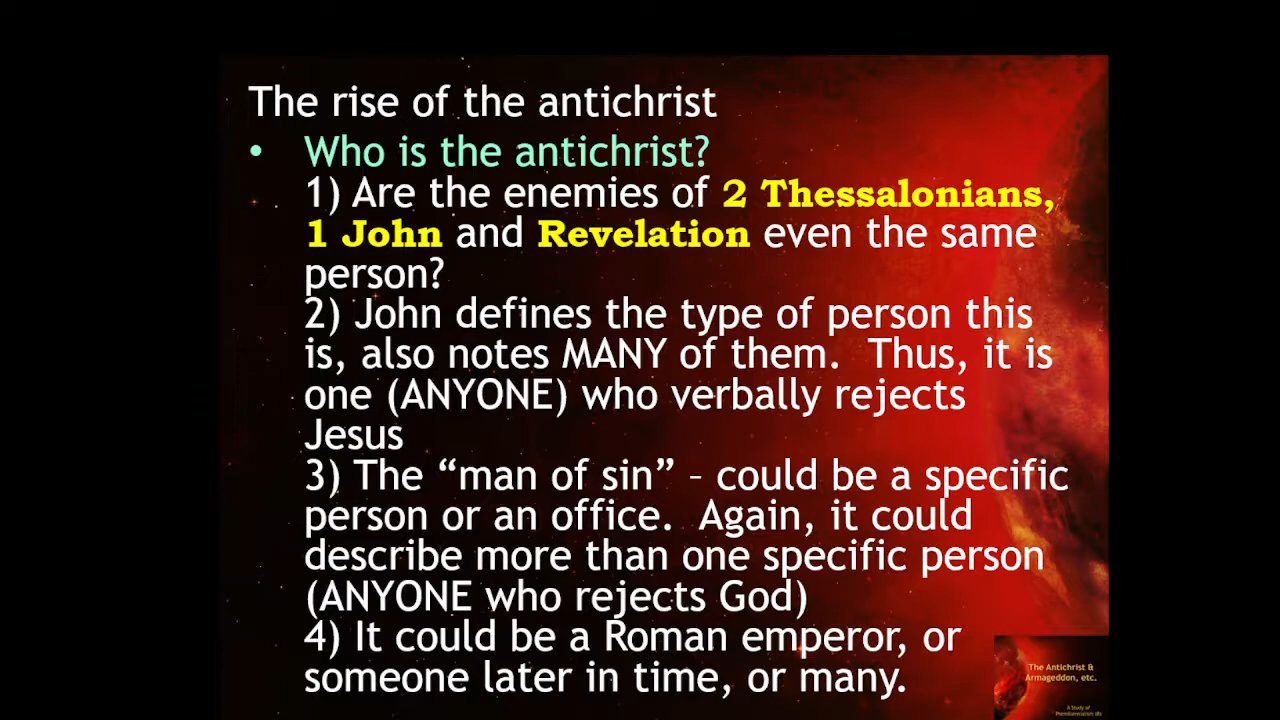 The rise of the antichrist
• Who is the antichrist?
1) Are the enemies of 2 Thessalonians,
1 John and Revelation even the same
person?
2) John defines the type of person this
is, also notes MANY of them.  Thus, it is
one (ANYONE) who verbally rejects
Jesus
3) The “man of sin” – could be a specific
person or an office.  Again, it could
describe more than one specific person
(ANYONE who rejects God)
4) It could be a Roman emperor, or
someone later in time, or many.
The Antichrist &
Armageddon, etc.
A Study of